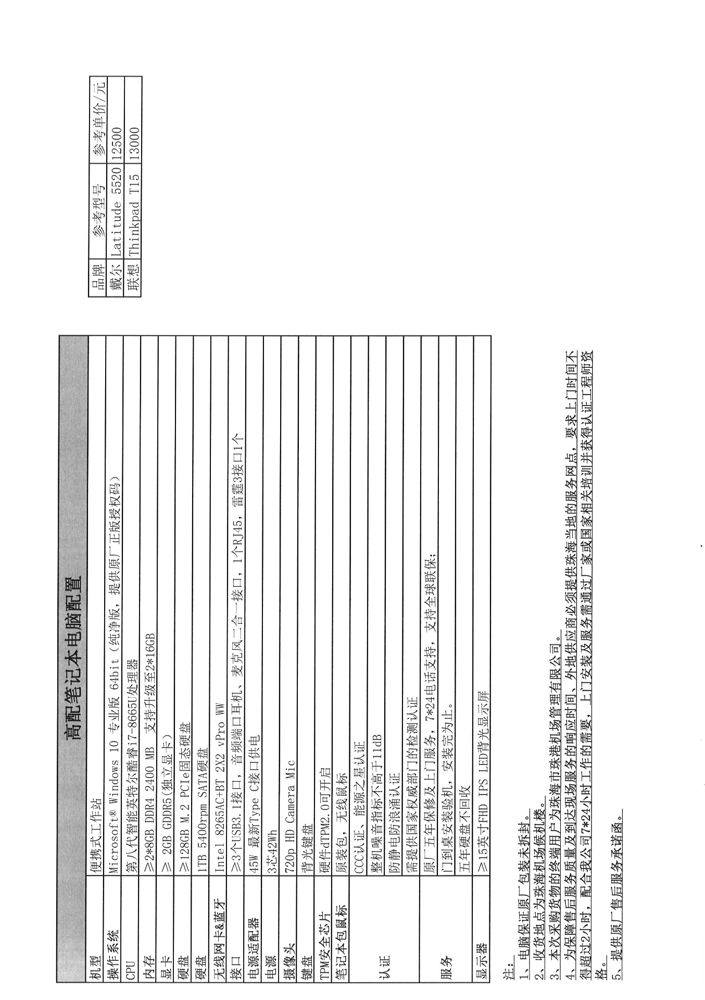 高配笔记本电脑配置
机型 便携式工作站
操作系统 Microsoft® Windows 10 专业版 64bit（纯净版，提供原厂正版授权码）
CPU 第八代智能英特尔酷睿i7-8665U处理器
内存 ≥2*8GB DDR4 2400 MB 支持升级至2*16GB
显卡 ≥ 2GB GDDR5(独立显卡)
硬盘 ≥128GB M.2 PCIe固态硬盘
硬盘 1TB 5400rpm SATA硬盘
无线网卡&蓝牙 Intel 8265AC+BT 2X2 vPro WW
接口 ≥3个USB3.1接口，音频端口耳机、麦克风二合一接口，1个RJ45，雷霆3接口1个
电源适配器 45W 最新Type C接口供电
电源 3芯42Wh
摄像头 720p HD Camera Mic
键盘 背光键盘
TPM安全芯片 硬件dTPM2.0可开启
笔记本包鼠标 原装包，无线鼠标
认证 CCC认证、能源之星认证
整机噪音指标不高于11dB
防静电防浪涌认证
需提供国家权威部门的检测认证
服务 原厂五年保修及上门服务，7*24电话支持，支持全球联保；
门到桌安装验机，安装完为止。
五年硬盘不回收
显示器 ≥15英寸FHD IPS LED背光显示屏
品牌 参考型号 参考单价/元
戴尔 Latitude 5520 12500
联想 Thinkpad T15 13000
注：
1、电脑保证原厂包装未拆封。
2、收货地点为珠海机场候机楼。
3、本次采购货物的终端用户为珠海市珠港机场管理有限公司。
4、为保障售后服务质量及到达现场服务的响应时间、外地供应商必须提供珠海当地的服务网点，要求上门时间不
得超过2小时，配合我公司7*24小时工作的需要，上门安装及服务需通过厂家或国家相关培训并获得认证工程师资
格。
5、提供原厂售后服务承诺函。